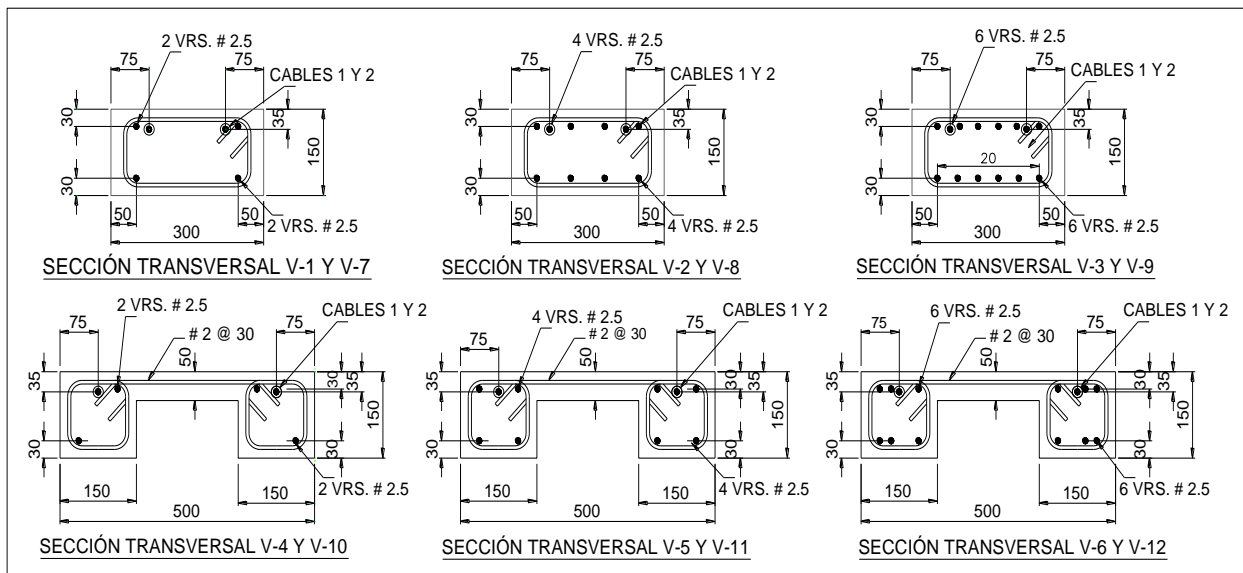 2 VRS. # 2.5
75
75
CABLES 1 Y 2
30
35
150
30
50
50
2 VRS. # 2.5
300
SECCIÓN TRANSVERSAL V-1 Y V-7
4 VRS. # 2.5
75
75
CABLES 1 Y 2
30
35
150
30
50
50
4 VRS. # 2.5
300
SECCIÓN TRANSVERSAL V-2 Y V-8
6 VRS. # 2.5
75
75
CABLES 1 Y 2
30
35
150
20
30
50
50
6 VRS. # 2.5
300
SECCIÓN TRANSVERSAL V-3 Y V-9
2 VRS. # 2.5
CABLES 1 Y 2
75
# 2 @ 30
75
35
50
30
35
150
30
30
150
150
2 VRS. # 2.5
500
SECCIÓN TRANSVERSAL V-4 Y V-10
4 VRS. # 2.5
CABLES 1 Y 2
75
# 2 @ 30
75
35
50
30
35
150
30
30
150
150
4 VRS. # 2.5
500
SECCIÓN TRANSVERSAL V-5 Y V-11
6 VRS. # 2.5
CABLES 1 Y 2
75
# 2 @ 30
75
35
50
30
35
150
30
30
150
150
6 VRS. # 2.5
500
SECCIÓN TRANSVERSAL V-6 Y V-12